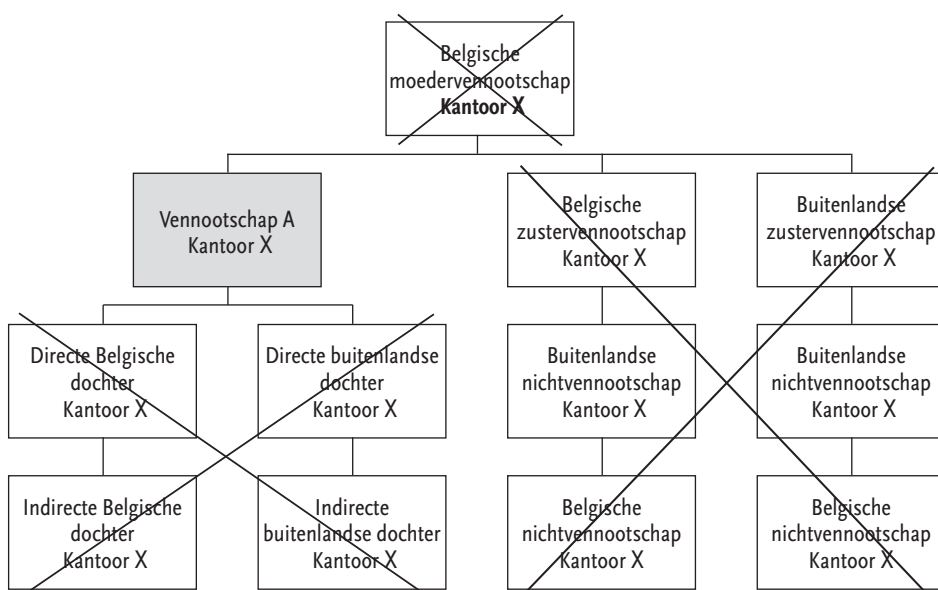 Belgische
moedervennootschap
Kantoor X
Vennootschap A
Kantoor X
Belgische
zustervennootschap
Kantoor X
Buitenlandse
zustervennootschap
Kantoor X
Directe Belgische
dochter
Kantoor X
Directe buitenlandse
dochter
Kantoor X
Buitenlandse
nichtvennootschap
Kantoor X
Buitenlandse
nichtvennootschap
Kantoor X
Indirecte Belgische
dochter
Kantoor X
Indirecte
buitenlandse dochter
Kantoor X
Belgische
nichtvennootschap
Kantoor X
Belgische
nichtvennootschap
Kantoor X